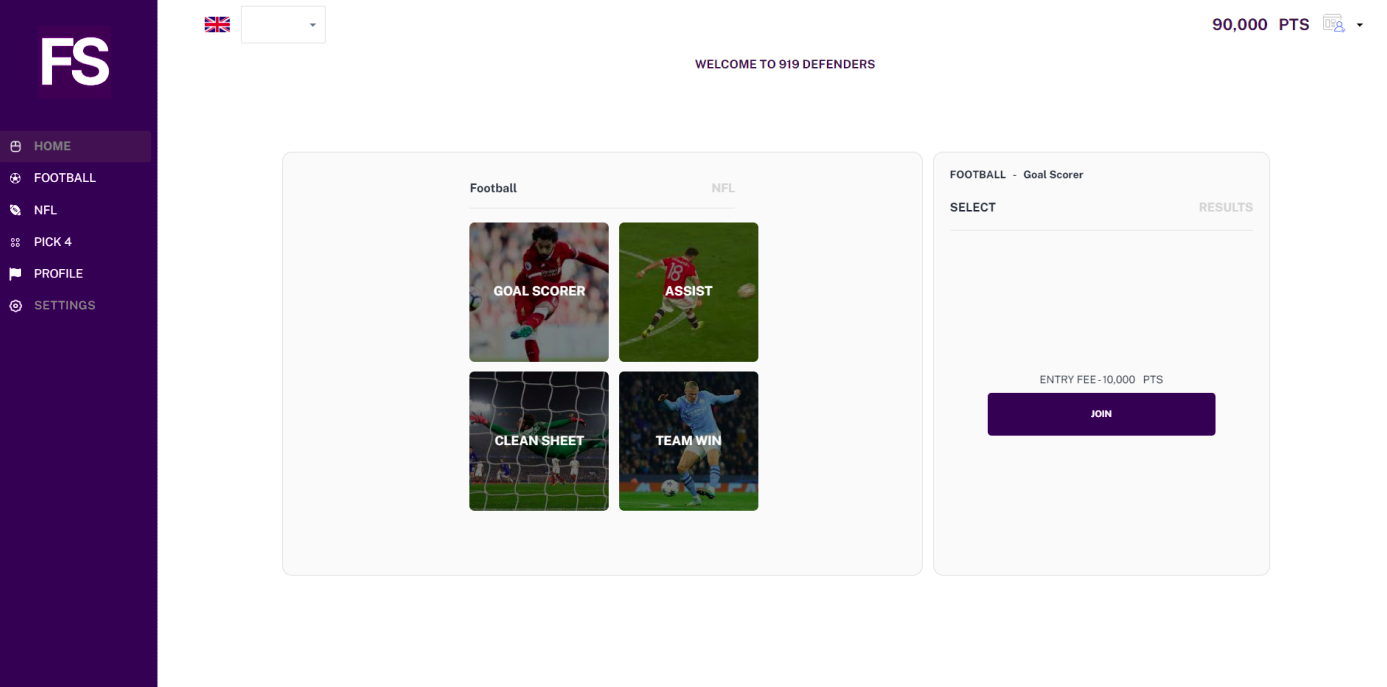 FS
90,000 PTS
WELCOME TO 919 DEFENDERS
HOME
FOOTBALL
NFL
PICK 4
PROFILE
SETTINGS
Football NFL
GOAL SCORER ASSIST
18
CLEAN SHEET TEAM WIN
FOOTBALL - Goal Scorer
SELECT RESULTS
ENTRY FEE - 10,000 PTS
JOIN